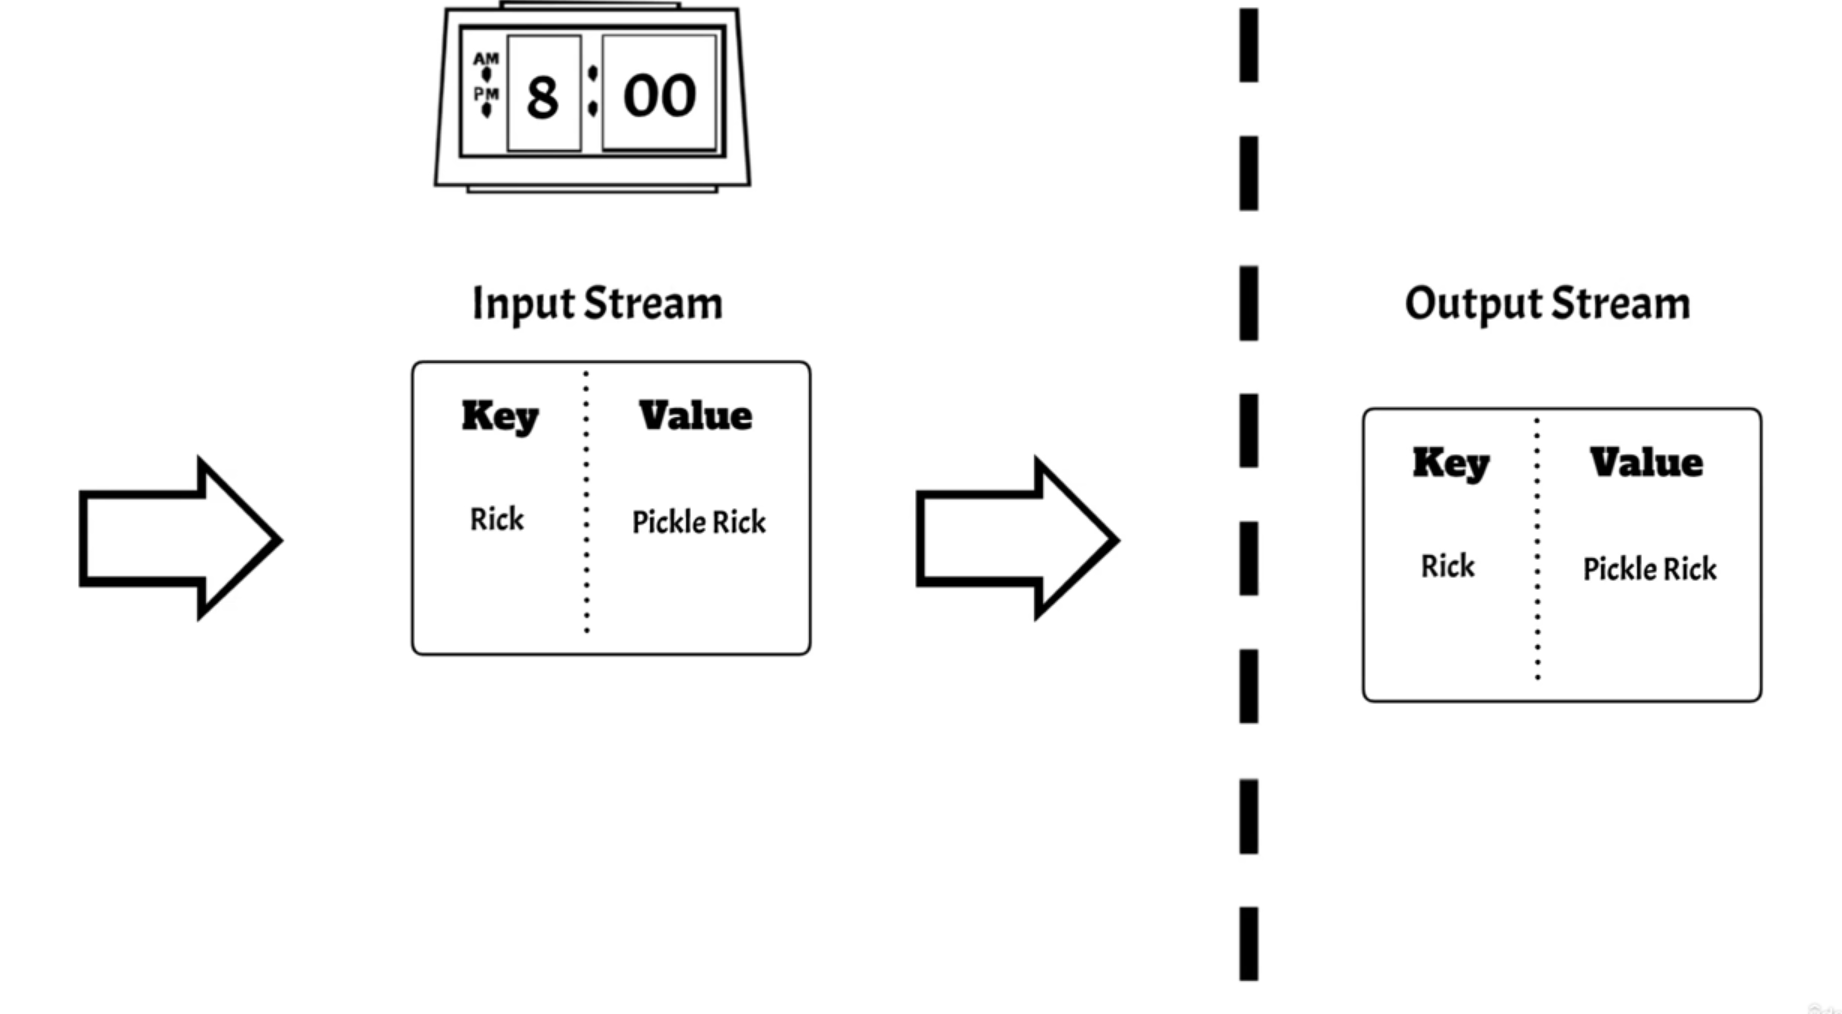 AM
PM
8 : 00
Input Stream
Key Value
Rick Pickle Rick
Output Stream
Key Value
Rick Pickle Rick